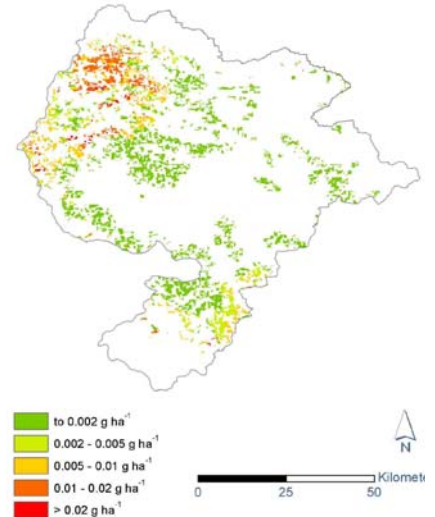 to 0.002 g ha⁻¹
0.002 - 0.005 g ha⁻¹
0.005 - 0.01 g ha⁻¹
0.01 - 0.02 g ha⁻¹
> 0.02 g ha⁻¹
N
Kilomete
0 25 50